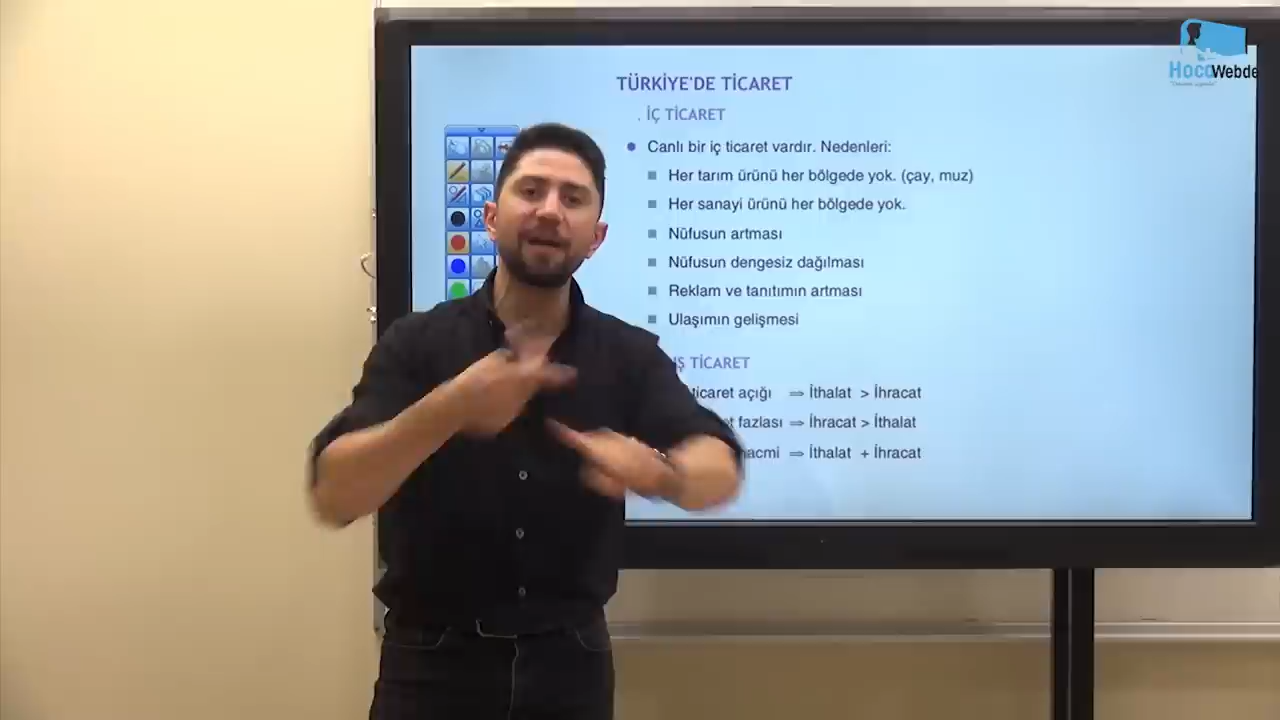 HocaWebde
TÜRKİYE'DE TİCARET
. İÇ TİCARET
Canlı bir iç ticaret vardır. Nedenleri:
Her tarım ürünü her bölgede yok. (çay, muz)
Her sanayi ürünü her bölgede yok.
Nüfusun artması
Nüfusun dengesiz dağılması
Reklam ve tanıtımın artması
Ulaşımın gelişmesi
Ş TİCARET
ticaret açığı ⇒ İthalat > İhracat
fazlası ⇒ İhracat > İthalat
⇒ İthalat + İhracat